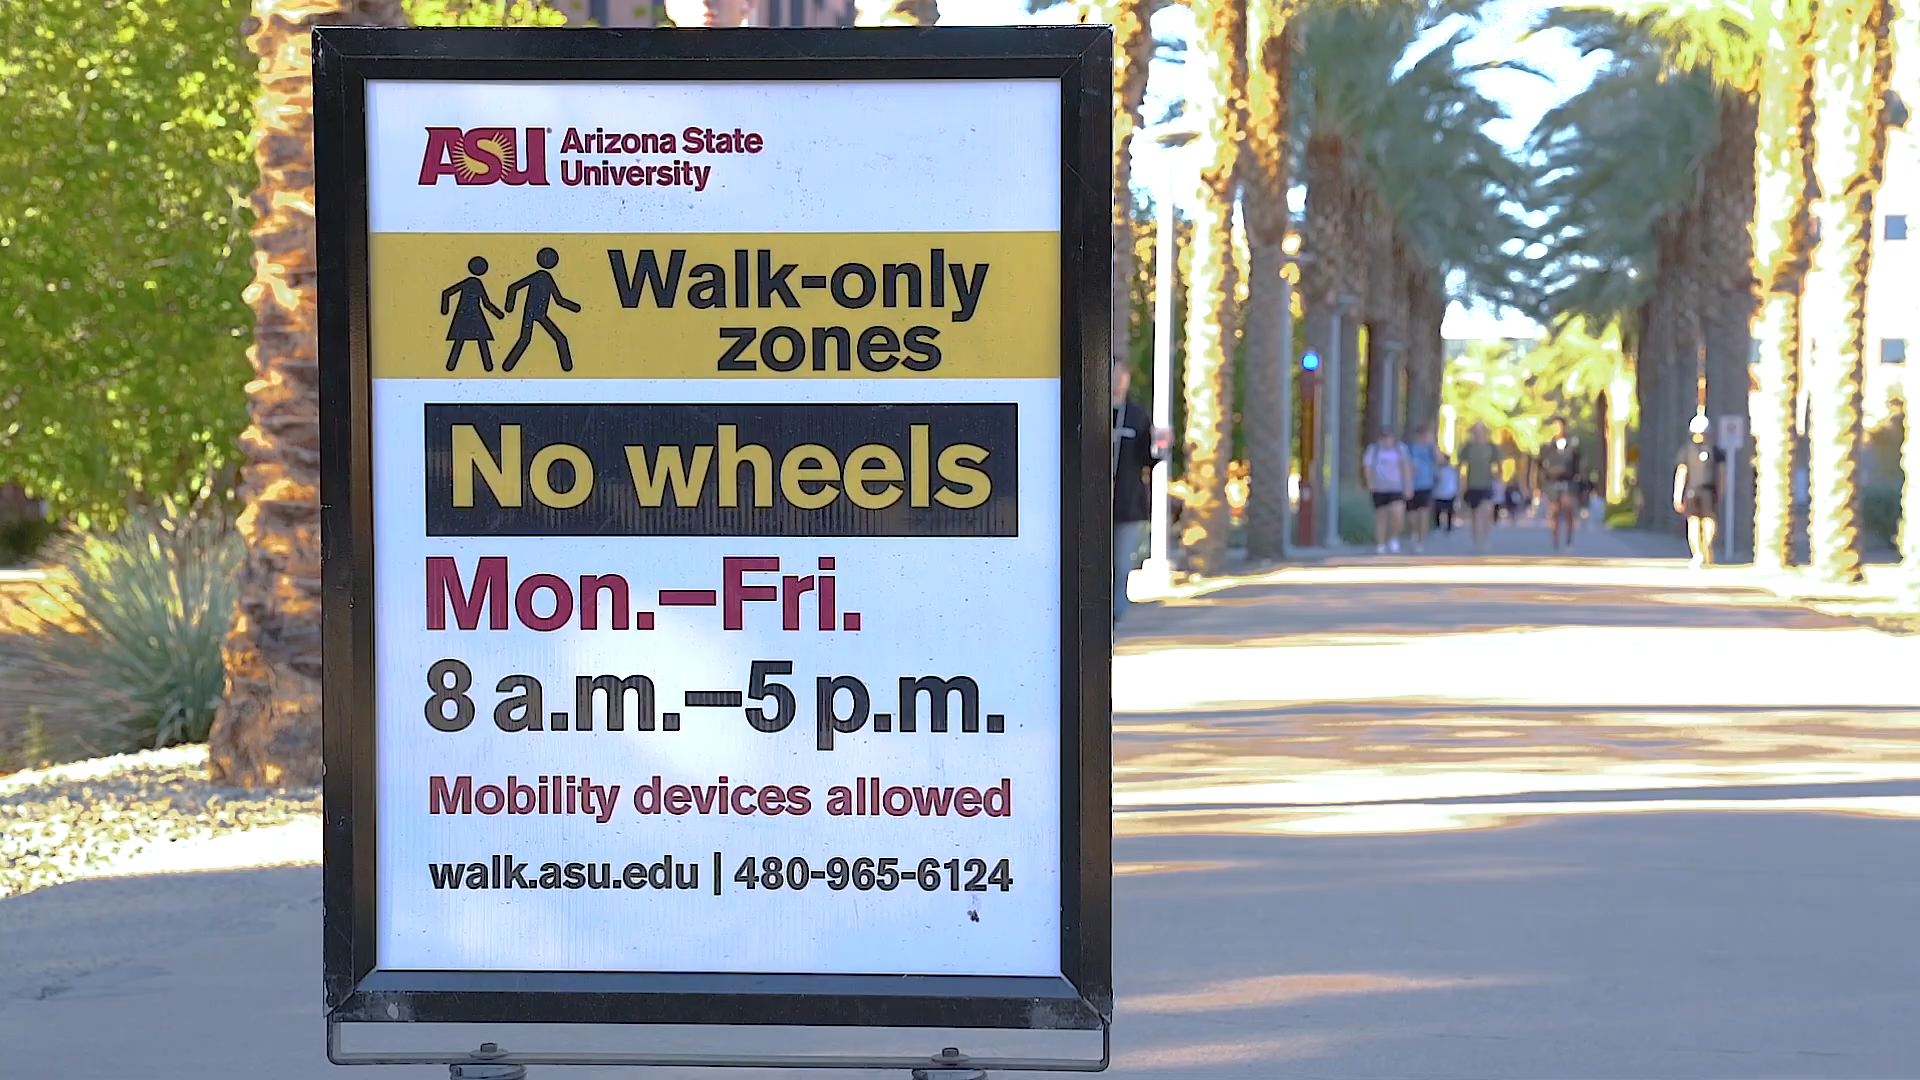 ASU Arizona State
University
Walk-only
zones
No wheels
Mon.–Fri.
8 a.m.–5 p.m.
Mobility devices allowed
walk.asu.edu | 480-965-6124